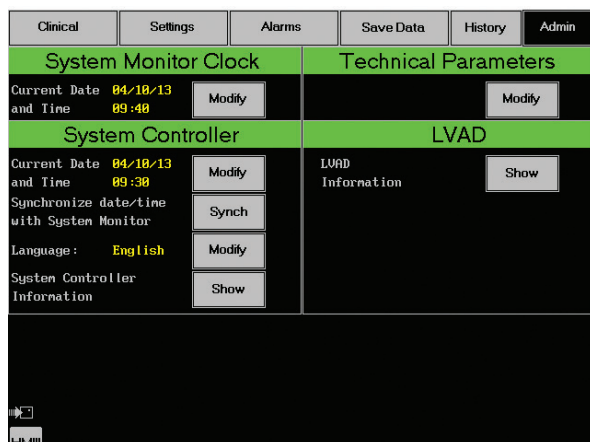 Clinical Settings Alarms Save Data History Admin
System Monitor Clock
Current Date 04/10/13
and Time 09:40
Modify
Technical Parameters
Modify
System Controller
Current Date 04/10/13
and Time 09:30
Modify
Synchronize date/time
with System Monitor
Synch
Language: English
Modify
System Controller
Information
Show
LVAD
LVAD
Information
Show